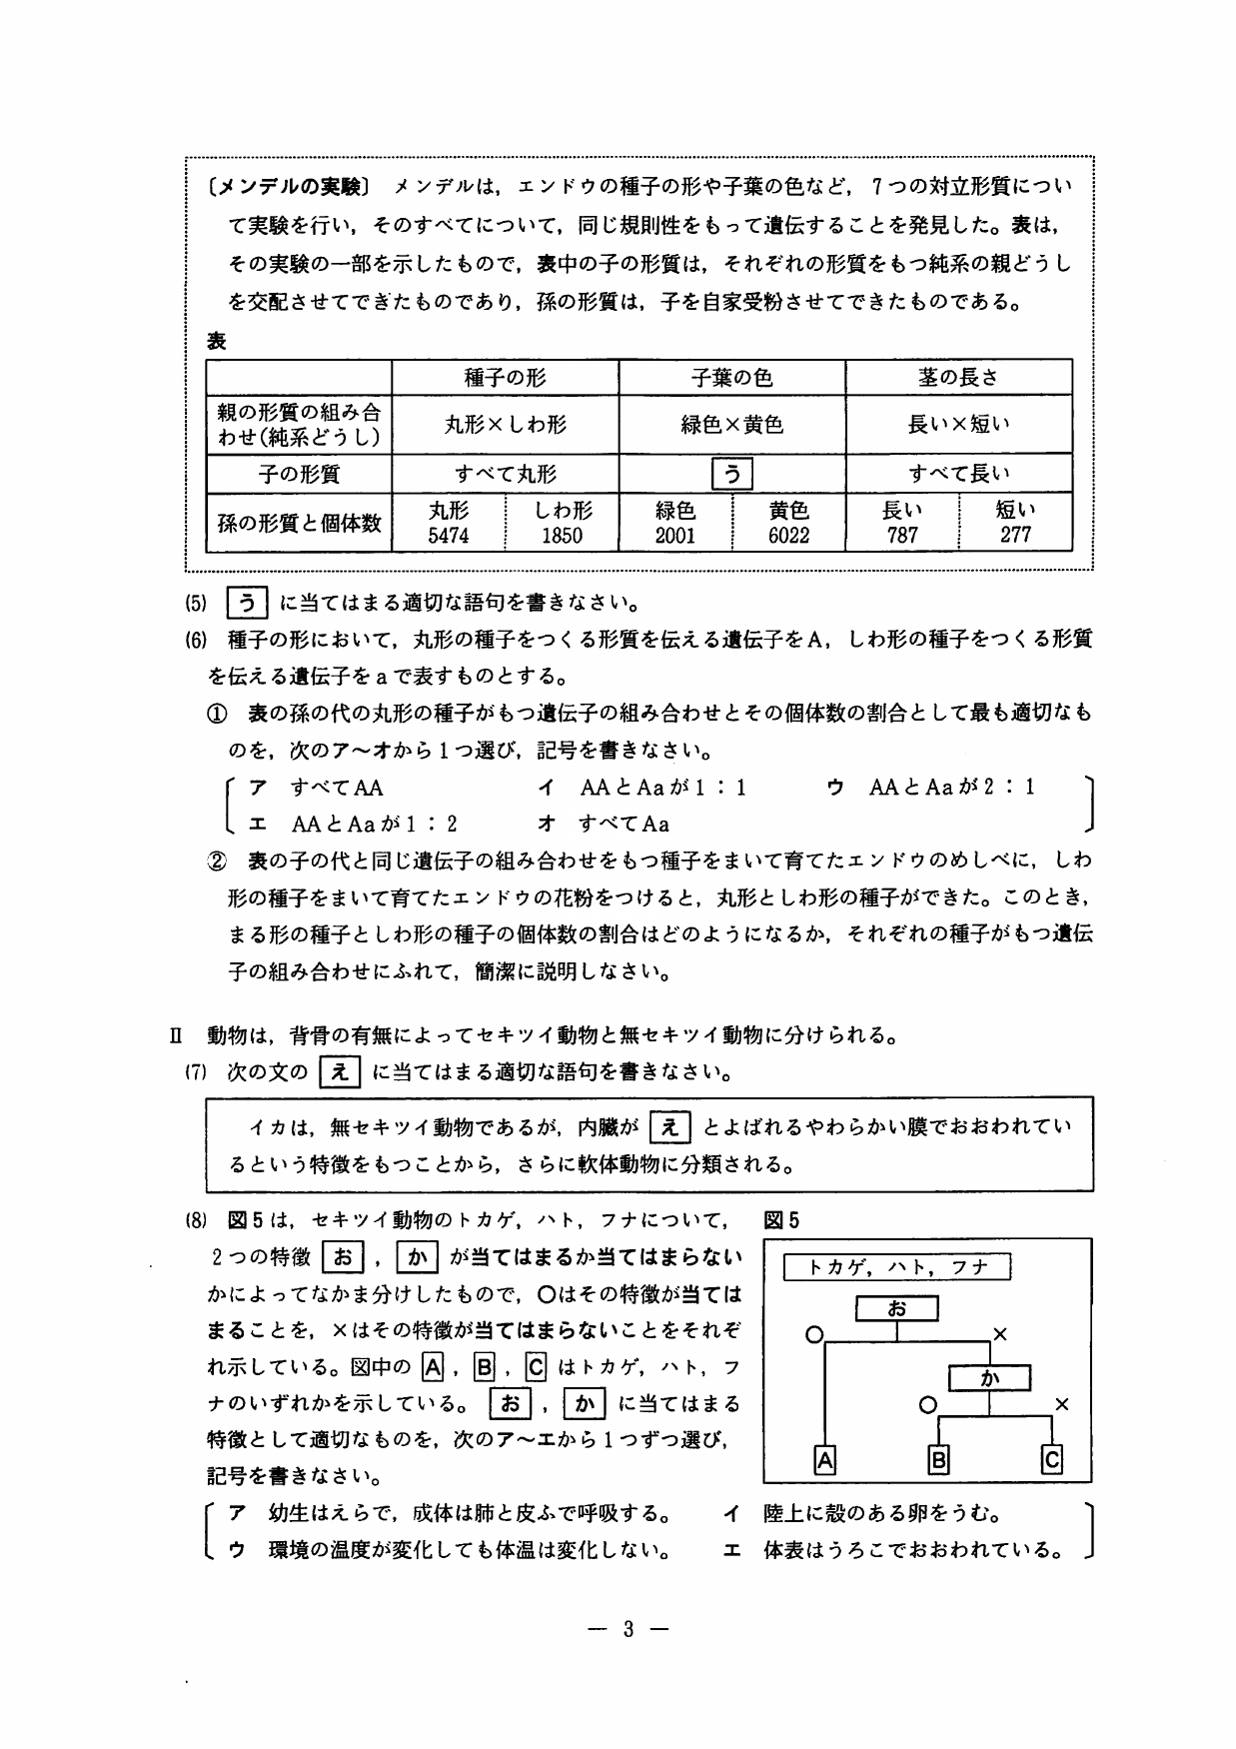 〔メンデルの実験〕 メンデルは，エンドウの種子の形や子葉の色など，7つの対立形質につい
て実験を行い，そのすべてについて，同じ規則性をもって遺伝することを発見した。表は，
その実験の一部を示したもので，表中の子の形質は，それぞれの形質をもつ純系の親どうし
を交配させてできたものであり，孫の形質は，子を自家受粉させてできたものである。
表
種子の形 子葉の色 茎の長さ
親の形質の組み合わせ（純系どうし） 丸形×しわ形 緑色×黄色 長い×短い
子の形質 すべて丸形 う すべて長い
孫の形質と個体数 丸形 5474 しわ形 1850 緑色 2001 黄色 6022 長い 787 短い 277
(5) う に当てはまる適切な語句を書きなさい。
(6) 種子の形において，丸形の種子をつくる形質を伝える遺伝子をA，しわ形の種子をつくる形質
を伝える遺伝子をaで表すものとする。
① 表の孫の代の丸形の種子がもつ遺伝子の組み合わせとその個体数の割合として最も適切なも
のを，次のア〜オから1つ選び，記号を書きなさい。
ア すべてAA イ AAとAaが1：1 ウ AAとAaが2：1
エ AAとAaが1：2 オ すべてAa
② 表の子の代と同じ遺伝子の組み合わせをもつ種子をまいて育てたエンドウのめしべに，しわ
形の種子をまいて育てたエンドウの花粉をつけると，丸形としわ形の種子ができた。このとき，
まる形の種子としわ形の種子の個体数の割合はどのようになるか，それぞれの種子がもつ遺伝
子の組み合わせにふれて，簡潔に説明しなさい。
Ⅱ 動物は，背骨の有無によってセキツイ動物と無セキツイ動物に分けられる。
(7) 次の文の え に当てはまる適切な語句を書きなさい。
イカは，無セキツイ動物であるが，内臓が え とよばれるやわらかい膜でおおわれてい
るという特徴をもつことから，さらに軟体動物に分類される。
(8) 図5は，セキツイ動物のトカゲ，ハト，フナについて，
2つの特徴 お ， か が当てはまるか当てはまらない
かによってなかま分けしたもので，○はその特徴が当ては
まることを，×はその特徴が当てはまらないことをそれぞ
れ示している。図中の A ， B ， C はトカゲ，ハト，フ
ナのいずれかを示している。 お ， か に当てはまる
特徴として適切なものを，次のア〜エから1つずつ選び，
記号を書きなさい。
図5
トカゲ，ハト，フナ
お
○ ×
か
○ ×
A B C
ア 幼生はえらで，成体は肺と皮ふで呼吸する。 イ 陸上に殻のある卵をうむ。
ウ 環境の温度が変化しても体温は変化しない。 エ 体表はうろこでおおわれている。
— 3 —